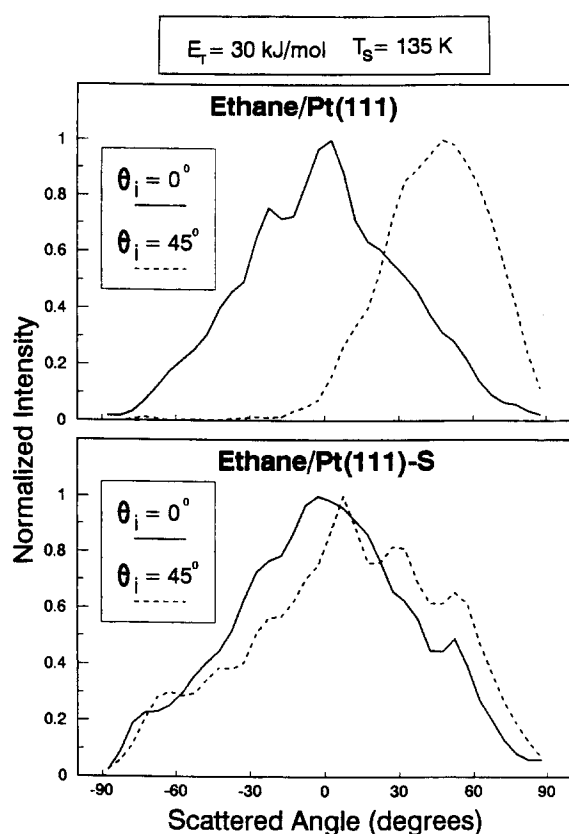 E_T = 30 kJ/mol T_S = 135 K
Ethane/Pt(111)
1
0.8
0.6
0.4
0.2
0
θ_i = 0°
θ_i = 45°
Normalized Intensity
Ethane/Pt(111)-S
1
0.8
0.6
0.4
0.2
0
θ_i = 0°
θ_i = 45°
-90 -60 -30 0 30 60 90
Scattered Angle (degrees)